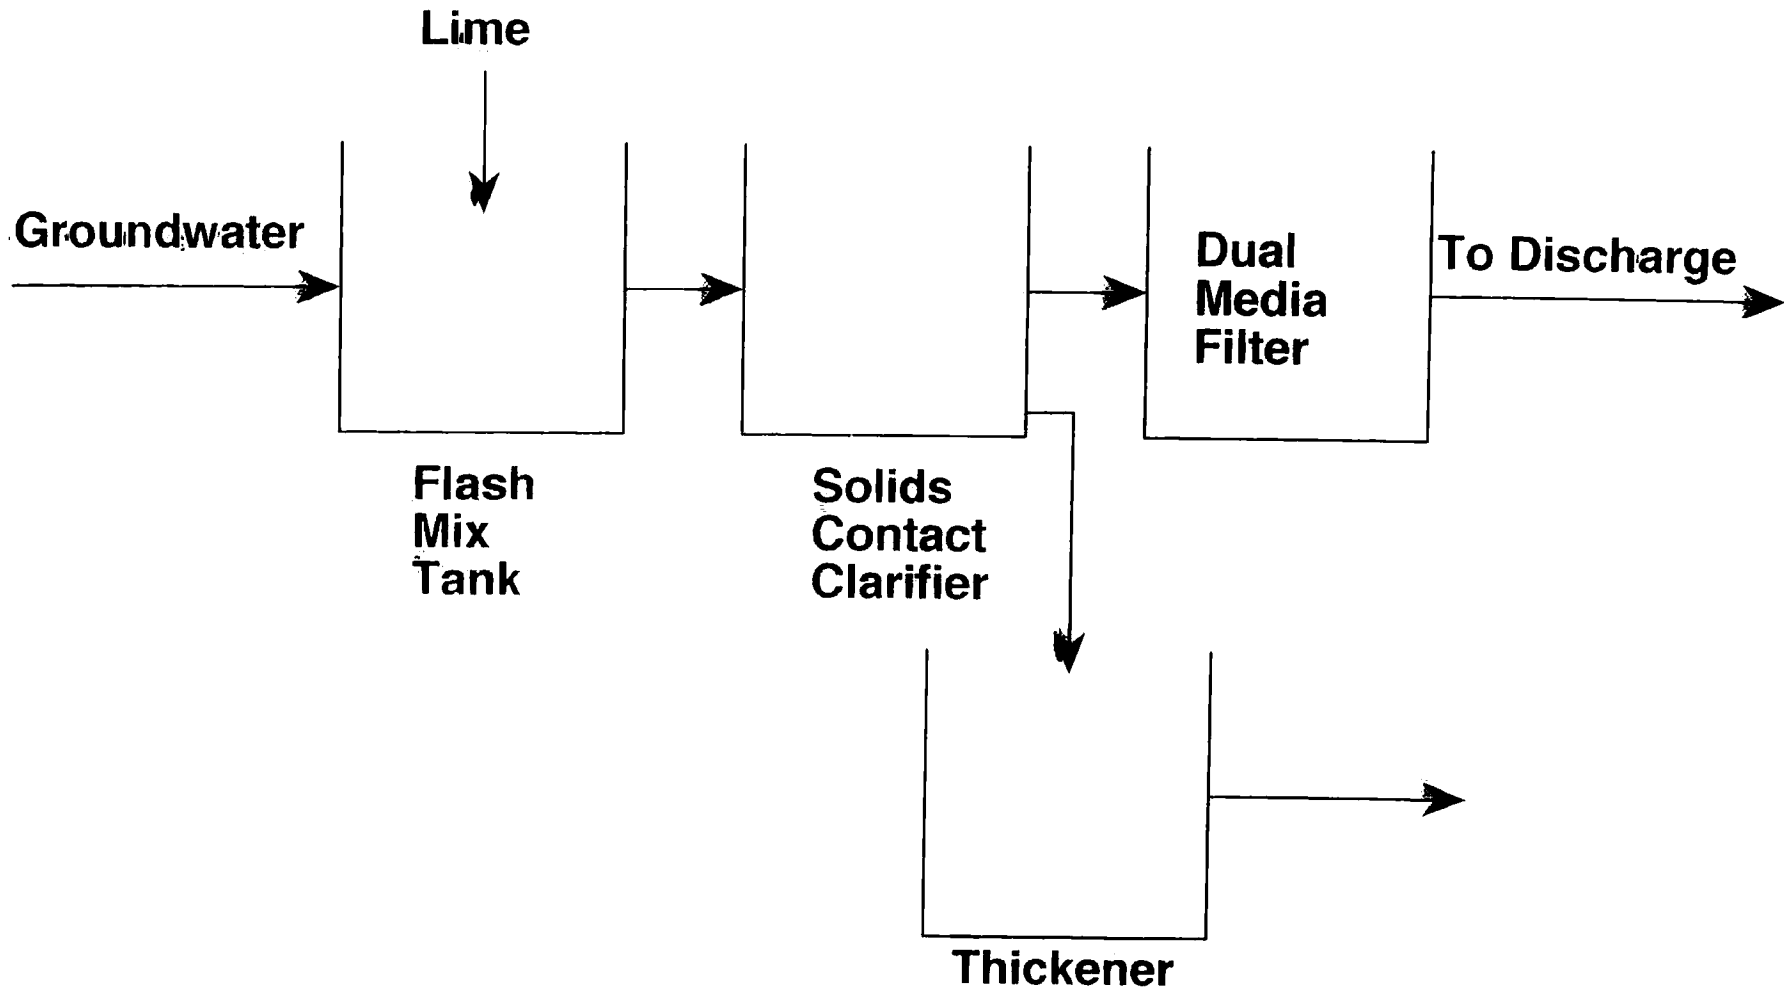 Lime
Groundwater
Dual
Media
Filter
To Discharge
Flash
Mix
Tank
Solids
Contact
Clarifier
Thickener